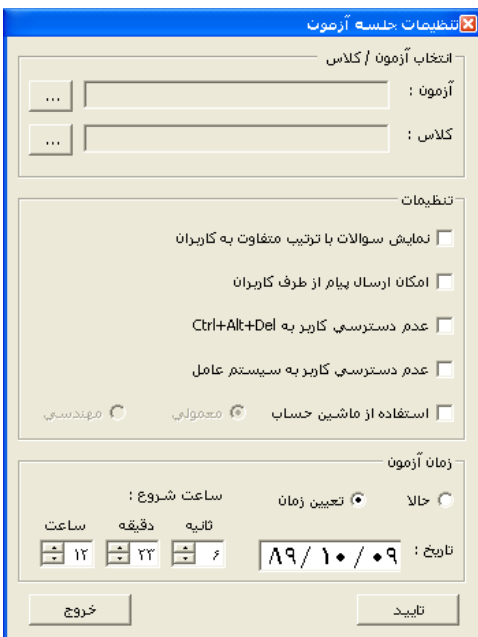 تنظیمات جلسه آزمون
انتخاب آزمون / کلاس
آزمون :
...
کلاس :
...
تنظیمات
نمایش سوالات با ترتیب متفاوت به کاربران
امکان ارسال پیام از طرف کاربران
عدم دسترسي کاربر به Ctrl+Alt+Del
عدم دسترسي کاربر به سیستم عامل
استفاده از ماشین حساب معمولي مهندسي
زمان آزمون
حالا تعیین زمان ساعت شروع :
ثانیه دقیقه ساعت
تاریخ : ۸۹/ ۱۰ / ۰۹ ۶ ۲۳ ۱۲
تایید خروج